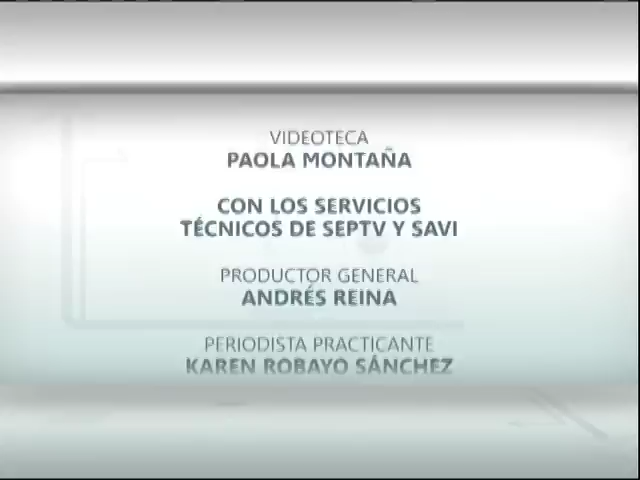 VIDEOTECA
PAOLA MONTAÑA
CON LOS SERVICIOS
TÉCNICOS DE SEPTV Y SAVI
PRODUCTOR GENERAL
ANDRÉS REINA
PERIODISTA PRACTICANTE
KAREN ROBAYO SÁNCHEZ